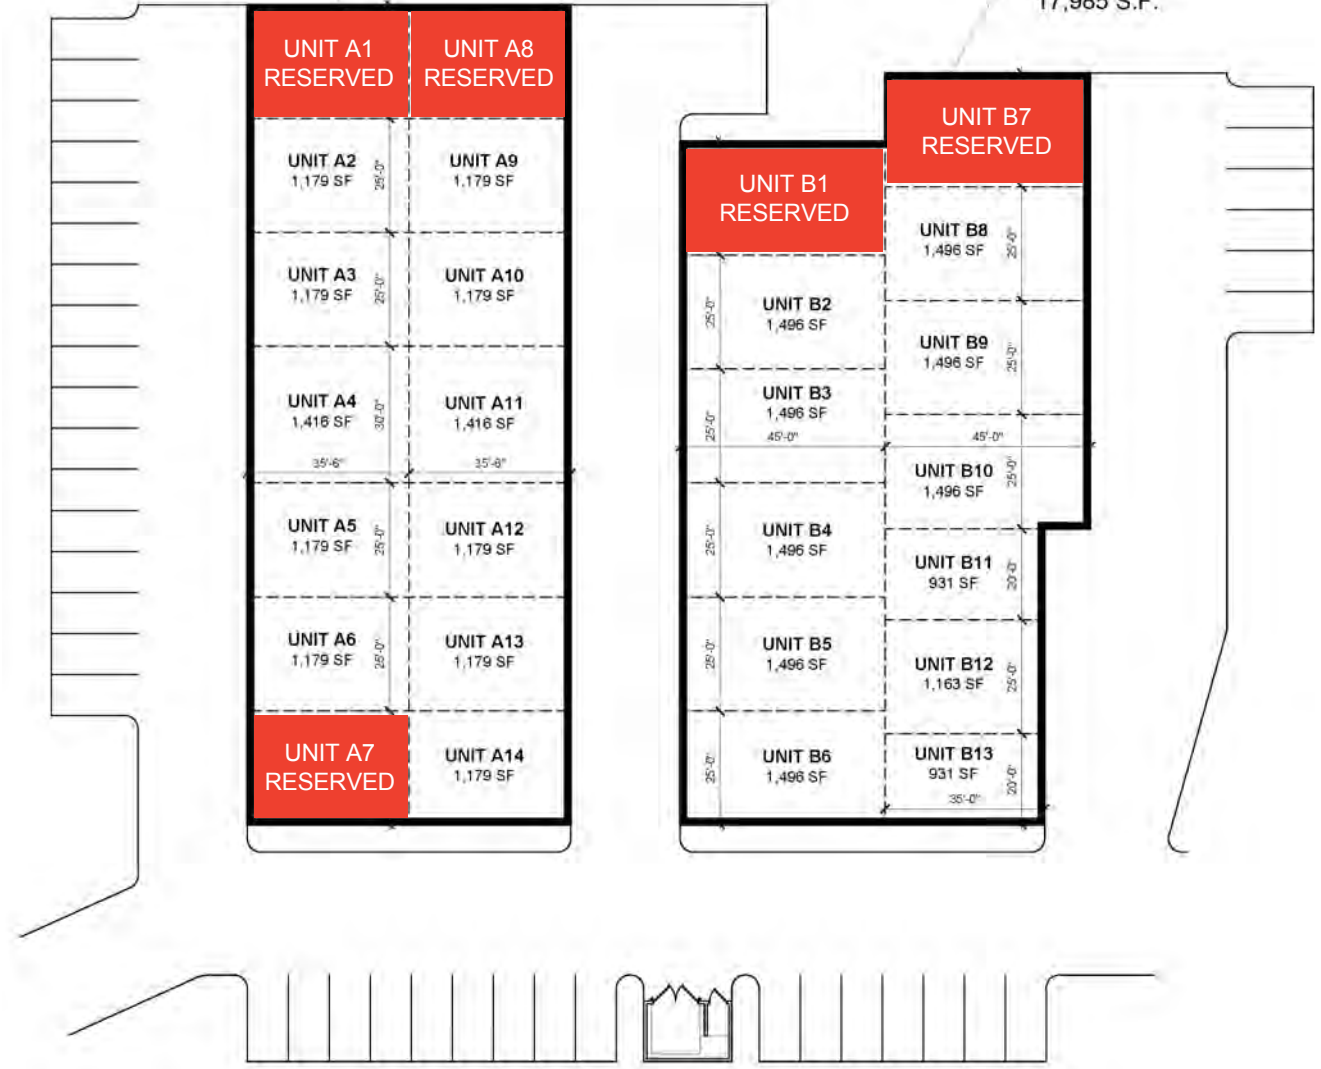 17,985 S.F.
UNIT A1
RESERVED
UNIT A8
RESERVED
UNIT A2
1,179 SF
25'-0"
UNIT A9
1,179 SF
UNIT A3
1,179 SF
25'-0"
UNIT A10
1,179 SF
UNIT A4
1,416 SF
30'-0"
UNIT A11
1,416 SF
35'-6"
35'-6"
UNIT A5
1,179 SF
25'-0"
UNIT A12
1,179 SF
UNIT A6
1,179 SF
25'-0"
UNIT A13
1,179 SF
UNIT A7
RESERVED
UNIT A14
1,179 SF
UNIT B1
RESERVED
UNIT B7
RESERVED
25'-0"
UNIT B2
1,496 SF
UNIT B8
1,496 SF
25'-0"
25'-0"
UNIT B3
1,496 SF
45'-0"
UNIT B9
1,496 SF
25'-0"
45'-0"
UNIT B10
1,496 SF
25'-0"
25'-0"
UNIT B4
1,496 SF
UNIT B11
931 SF
20'-0"
25'-0"
UNIT B5
1,496 SF
UNIT B12
1,163 SF
25'-0"
25'-0"
UNIT B6
1,496 SF
UNIT B13
931 SF
20'-0"
35'-0"